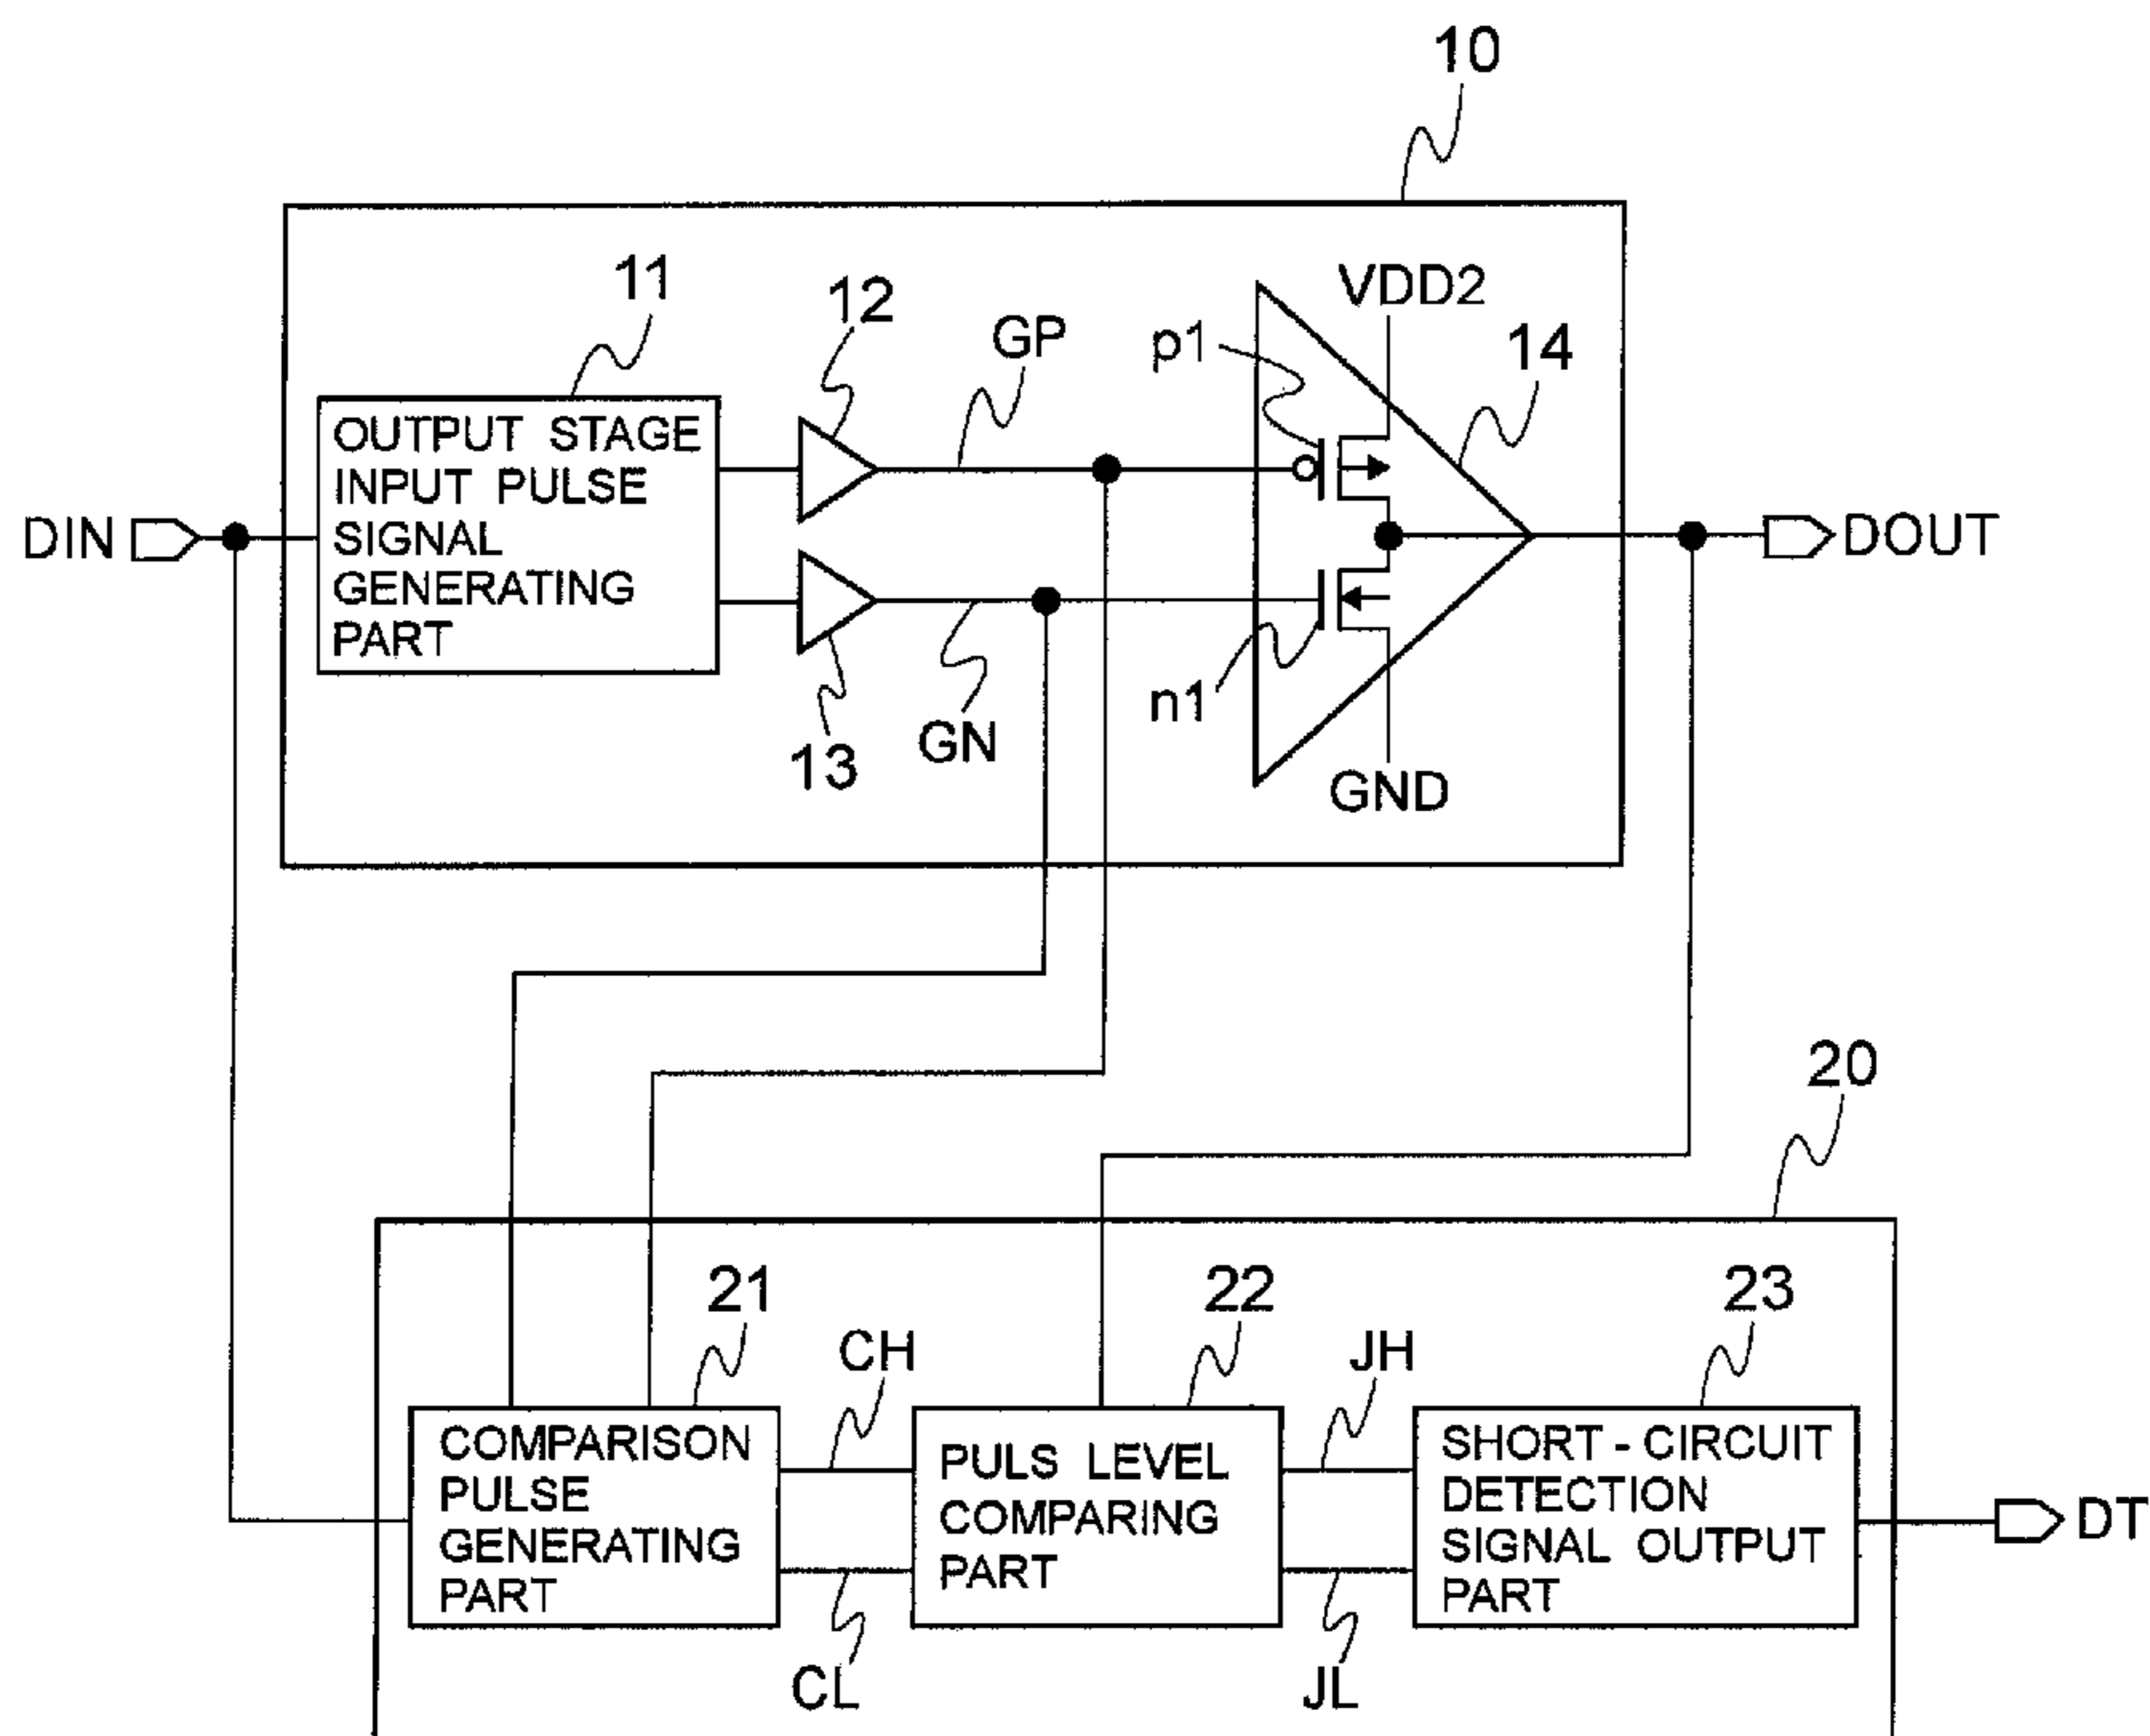 10
11
12
GP
p1
VDD2
14
OUTPUT STAGE
INPUT PULSE
SIGNAL
GENERATING
PART
DIN
DOUT
13
GN
n1
GND
20
21
CH
22
JH
23
COMPARISON
PULSE
GENERATING
PART
PULS LEVEL
COMPARING
PART
SHORT - CIRCUIT
DETECTION
SIGNAL OUTPUT
PART
DT
CL
JL